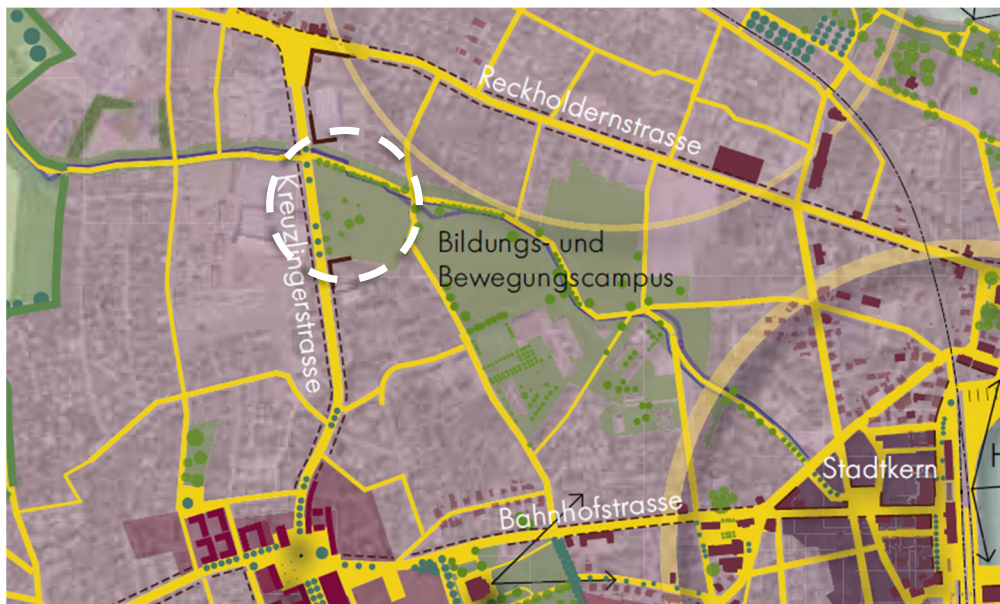 Reckholdernstrasse
Kreuzlingerstrasse
Bildungs- und
Bewegungscampus
Stadtkern
Bahnhofstrasse
H